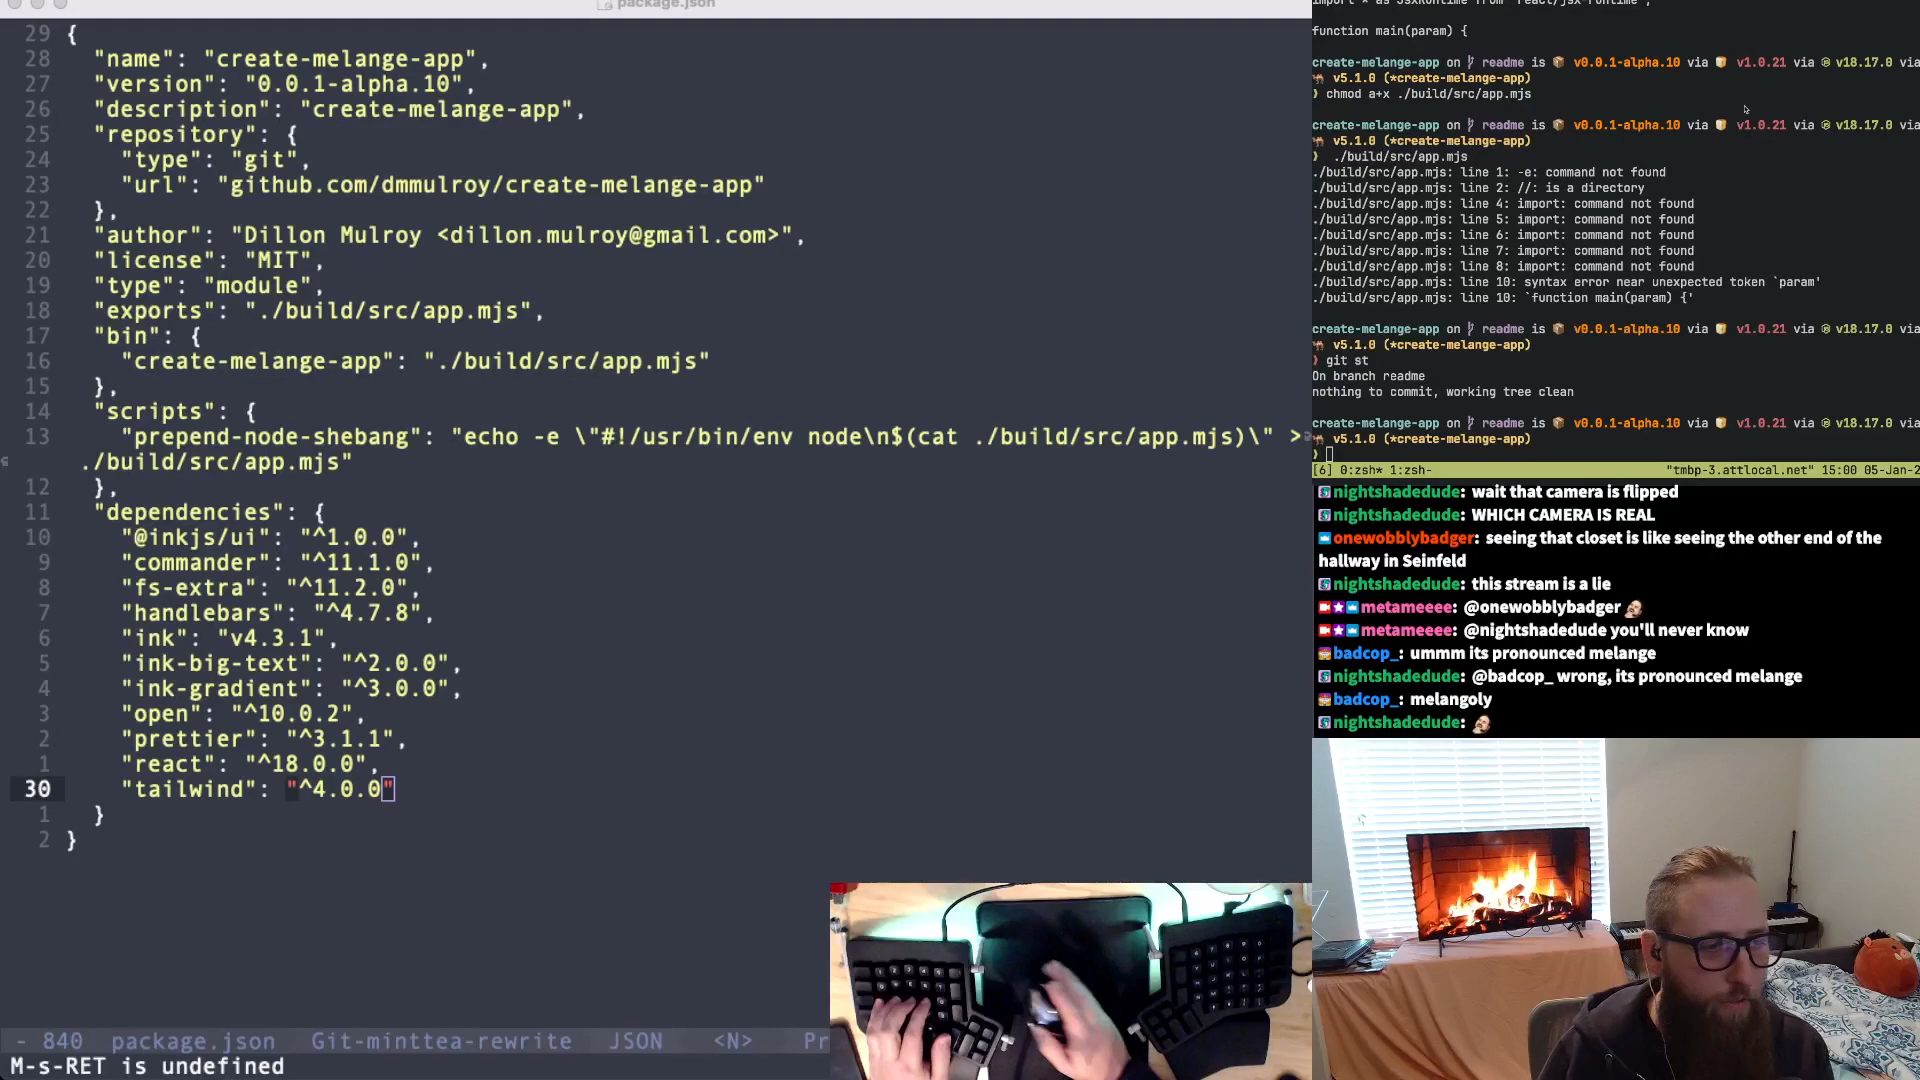 package.json
29 {
28 "name": "create-melange-app",
27 "version": "0.0.1-alpha.10",
26 "description": "create-melange-app",
25 "repository": {
24 "type": "git",
23 "url": "github.com/dmmulroy/create-melange-app"
22 },
21 "author": "Dillon Mulroy <dillon.mulroy@gmail.com>",
20 "license": "MIT",
19 "type": "module",
18 "exports": "./build/src/app.mjs",
17 "bin": {
16 "create-melange-app": "./build/src/app.mjs"
15 },
14 "scripts": {
13 "prepend-node-shebang": "echo -e \"#!/usr/bin/env node\n$(cat ./build/src/app.mjs)\" >
./build/src/app.mjs"
12 },
11 "dependencies": {
10 "@inkjs/ui": "^1.0.0",
9 "commander": "^11.1.0",
8 "fs-extra": "^11.2.0",
7 "handlebars": "^4.7.8",
6 "ink": "v4.3.1",
5 "ink-big-text": "^2.0.0",
4 "ink-gradient": "^3.0.0",
3 "open": "^10.0.2",
2 "prettier": "^3.1.1",
1 "react": "^18.0.0",
30 "tailwind": "^4.0.0"
1 }
2 }
- 840 package.json Git-minttea-rewrite JSON <N> Pr
M-s-RET is undefined
import * as JsxRuntime from "react/jsx-runtime";
function main(param) {
create-melange-app on readme is v0.0.1-alpha.10 via v1.0.21 via v18.17.0 via
v5.1.0 (*create-melange-app)
❯ chmod a+x ./build/src/app.mjs
create-melange-app on readme is v0.0.1-alpha.10 via v1.0.21 via v18.17.0 via
v5.1.0 (*create-melange-app)
❯ ./build/src/app.mjs
./build/src/app.mjs: line 1: -e: command not found
./build/src/app.mjs: line 2: //: is a directory
./build/src/app.mjs: line 4: import: command not found
./build/src/app.mjs: line 5: import: command not found
./build/src/app.mjs: line 6: import: command not found
./build/src/app.mjs: line 7: import: command not found
./build/src/app.mjs: line 8: import: command not found
./build/src/app.mjs: line 10: syntax error near unexpected token `param'
./build/src/app.mjs: line 10: `function main(param) {'
create-melange-app on readme is v0.0.1-alpha.10 via v1.0.21 via v18.17.0 via
v5.1.0 (*create-melange-app)
❯ git st
On branch readme
nothing to commit, working tree clean
create-melange-app on readme is v0.0.1-alpha.10 via v1.0.21 via v18.17.0 via
v5.1.0 (*create-melange-app)
❯
[6] 0:zsh* 1:zsh- "tmbp-3.attlocal.net" 15:00 05-Jan-2
nightshadedude: wait that camera is flipped
nightshadedude: WHICH CAMERA IS REAL
onewobblybadger: seeing that closet is like seeing the other end of the
hallway in Seinfeld
nightshadedude: this stream is a lie
metameeee: @onewobblybadger
metameeee: @nightshadedude you'll never know
badcop_: ummm its pronounced melange
nightshadedude: @badcop_ wrong, its pronounced melange
badcop_: melangoly
nightshadedude: